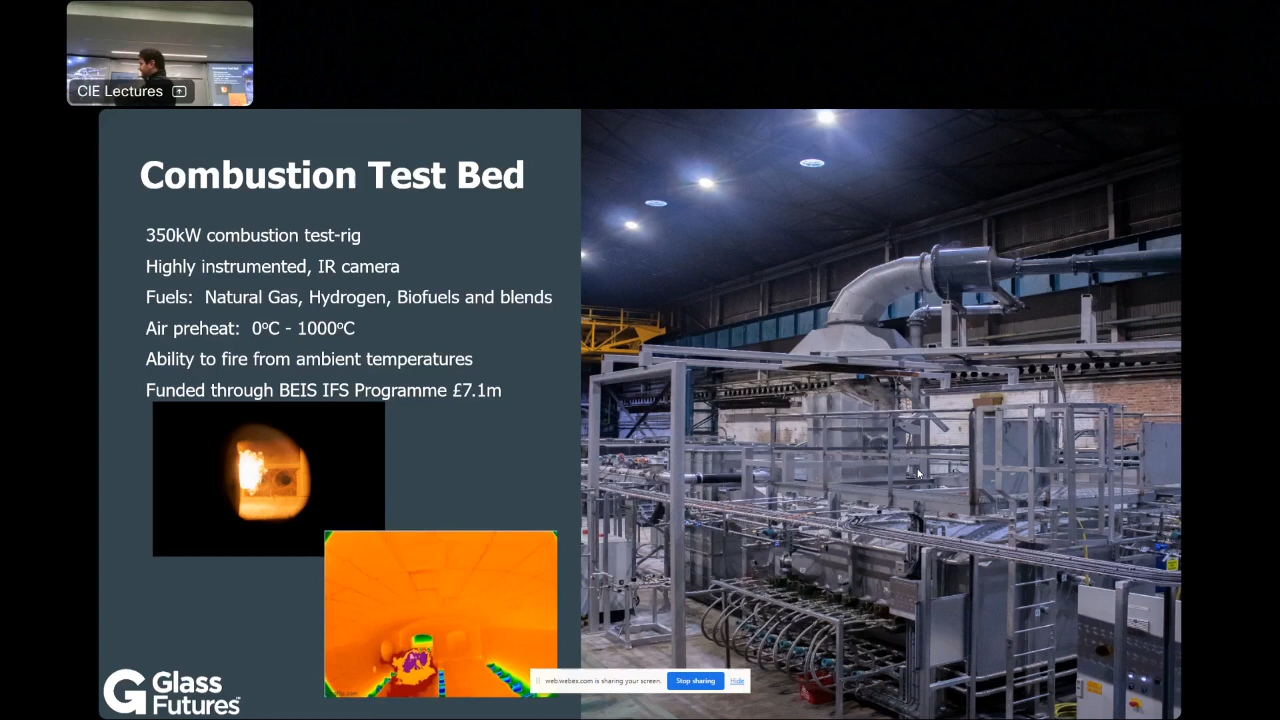 CIE Lectures
Combustion Test Bed
350kW combustion test-rig
Highly instrumented, IR camera
Fuels: Natural Gas, Hydrogen, Biofuels and blends
Air preheat: 0ºC - 1000ºC
Ability to fire from ambient temperatures
Funded through BEIS IFS Programme £7.1m
Glass
Futures™
web.webex.com is sharing your screen.
Stop sharing
Hide